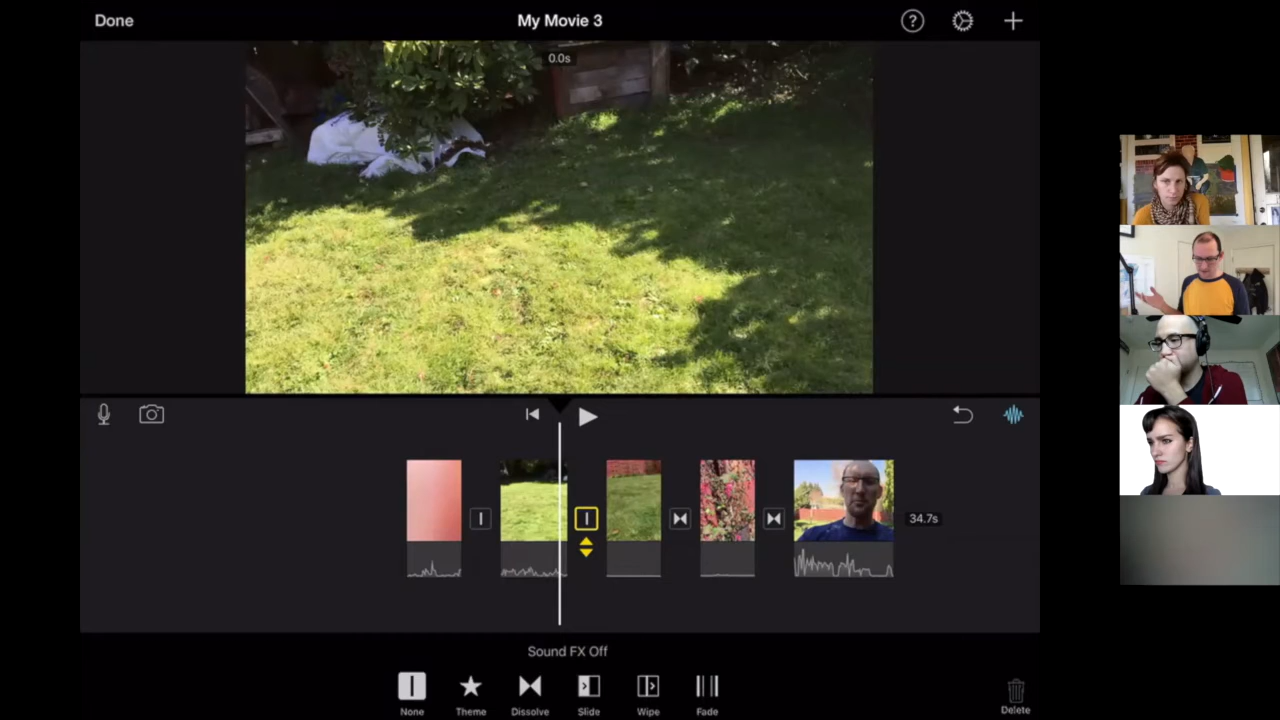 Done
My Movie 3
?
0.0s
34.7s
Sound FX Off
None
Theme
Dissolve
Slide
Wipe
Fade
Delete